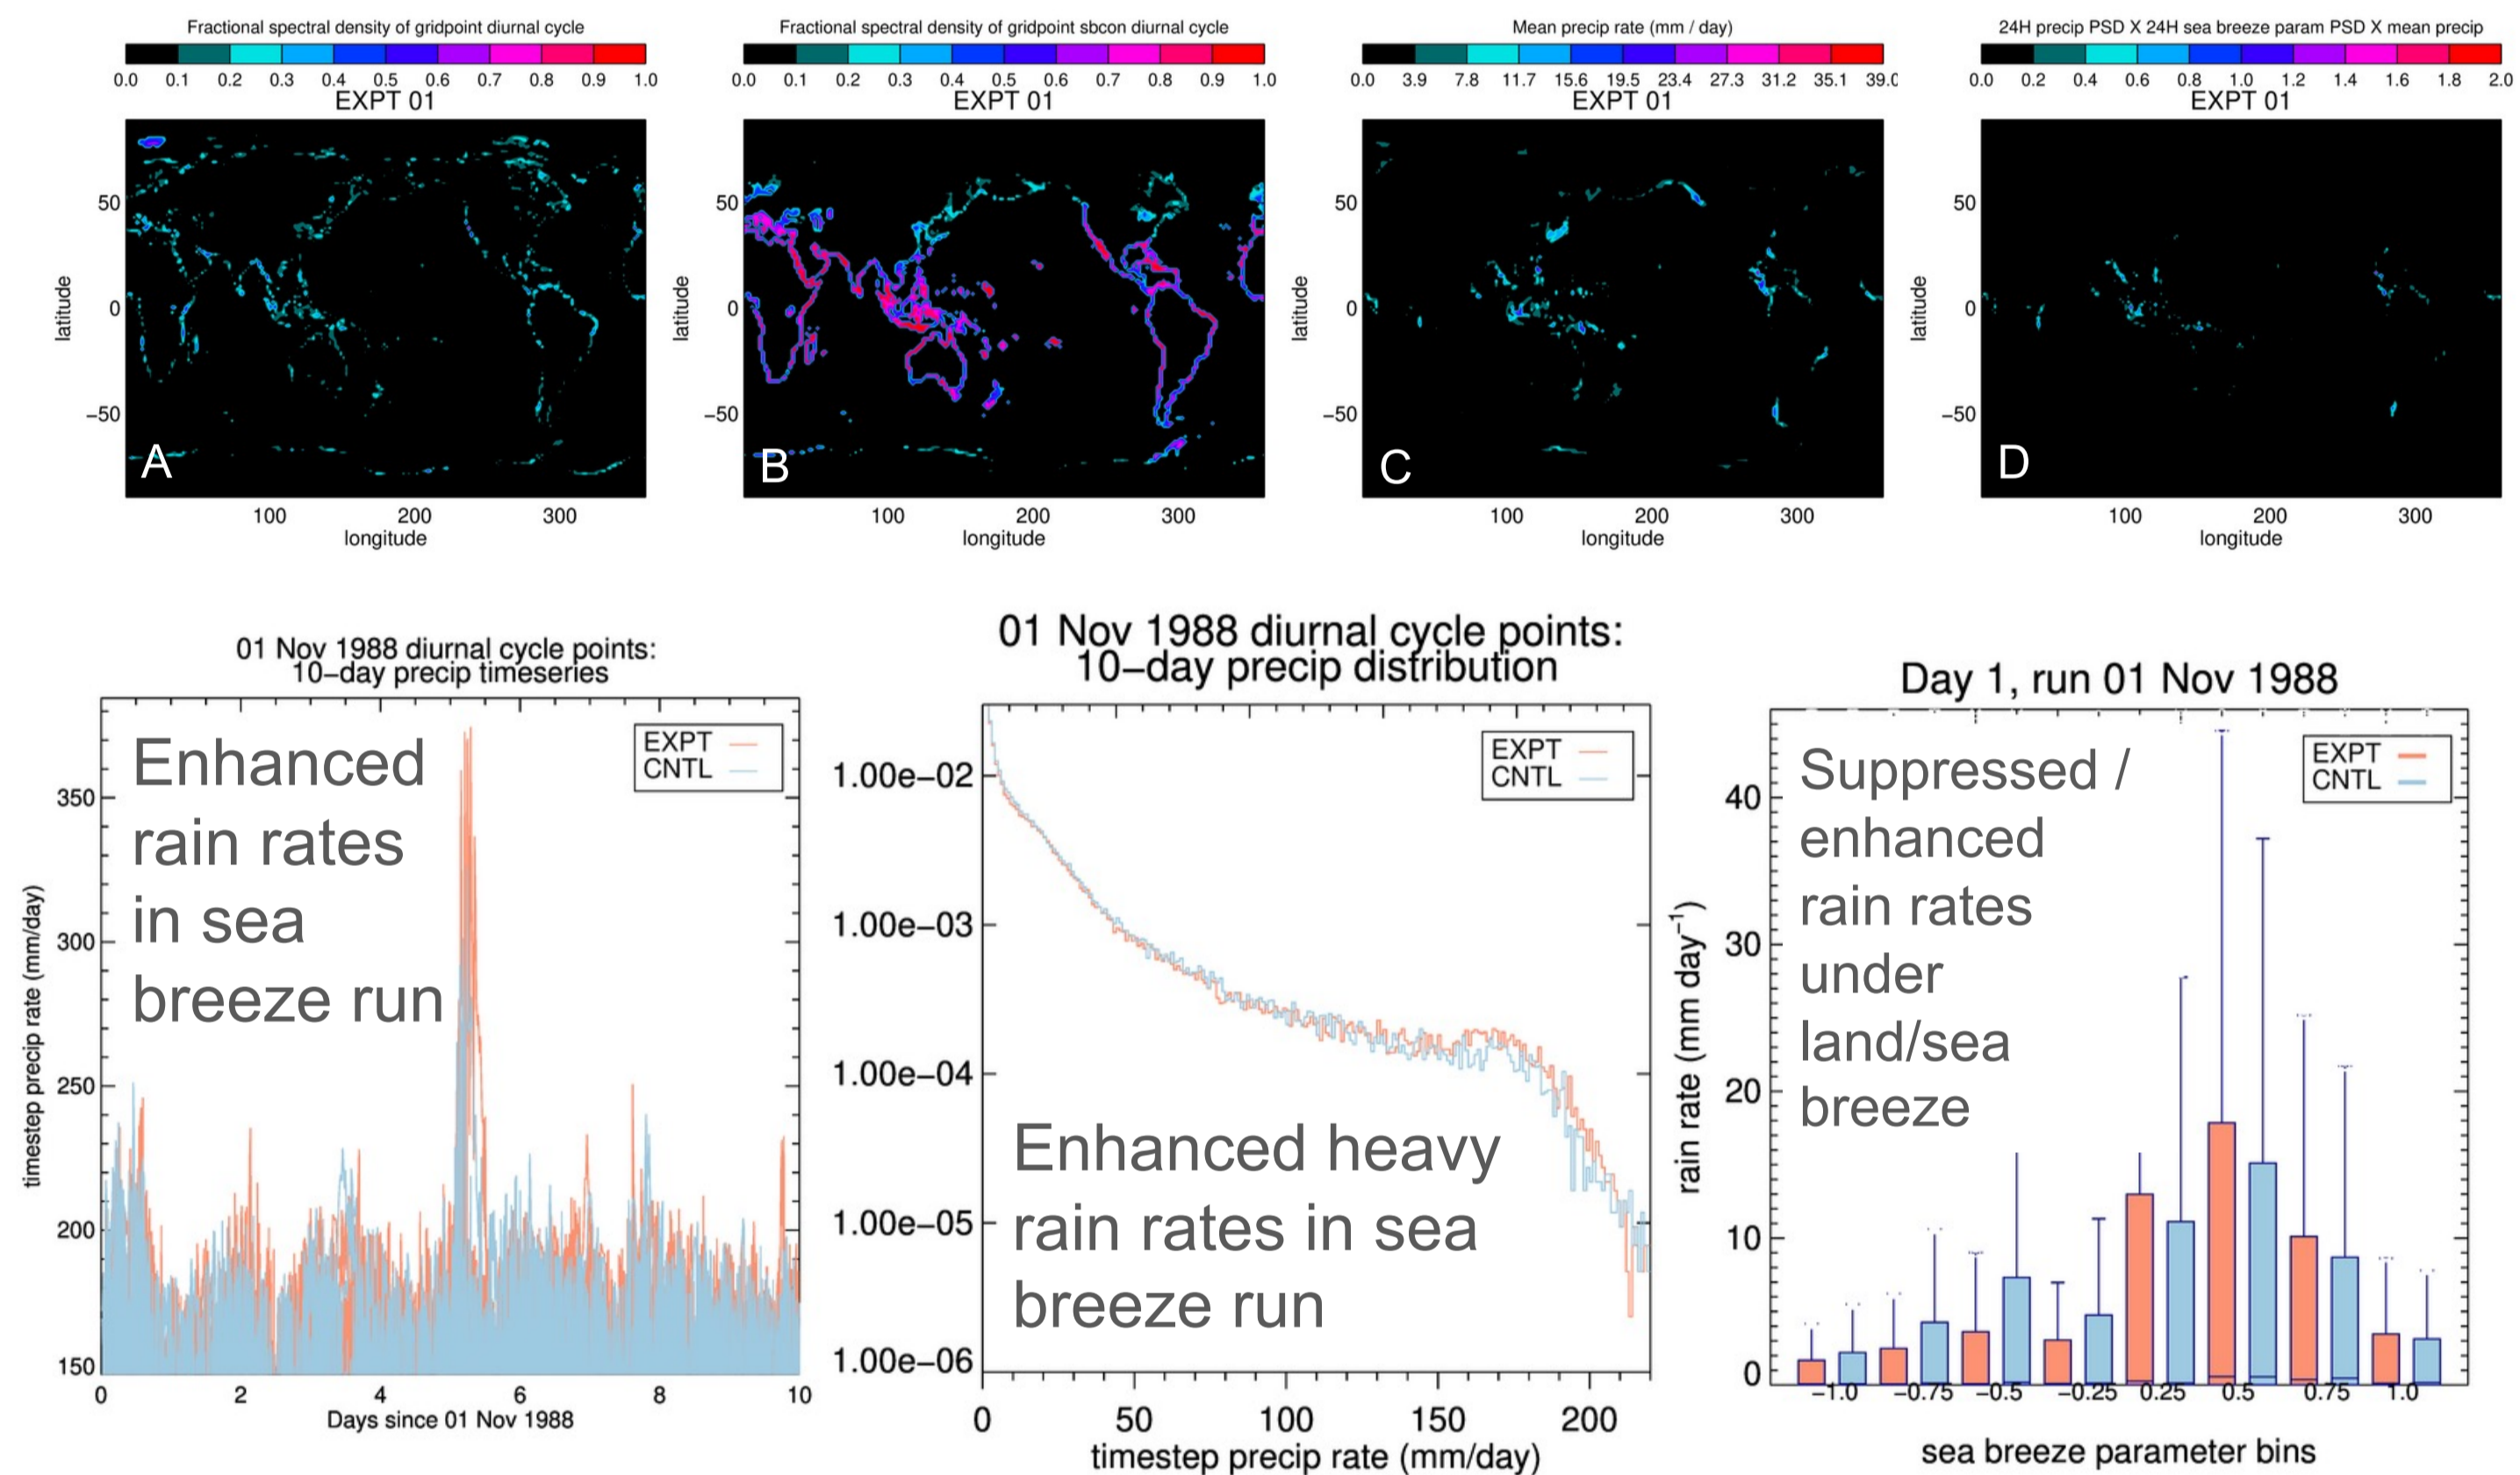 Fractional spectral density of gridpoint diurnal cycle
0.0 0.1 0.2 0.3 0.4 0.5 0.6 0.7 0.8 0.9 1.0
EXPT 01
latitude
50
0
−50
A
100 200 300
longitude
Fractional spectral density of gridpoint sbcon diurnal cycle
0.0 0.1 0.2 0.3 0.4 0.5 0.6 0.7 0.8 0.9 1.0
EXPT 01
latitude
50
0
−50
B
100 200 300
longitude
Mean precip rate (mm / day)
0.0 3.9 7.8 11.7 15.6 19.5 23.4 27.3 31.2 35.1 39.0
EXPT 01
latitude
50
0
−50
C
100 200 300
longitude
24H precip PSD X 24H sea breeze param PSD X mean precip
0.0 0.2 0.4 0.6 0.8 1.0 1.2 1.4 1.6 1.8 2.0
EXPT 01
latitude
50
0
−50
D
100 200 300
longitude
01 Nov 1988 diurnal cycle points:
10−day precip timeseries
EXPT
CNTL
Enhanced
rain rates
in sea
breeze run
timestep precip rate (mm/day)
350
300
250
200
150
0 2 4 6 8 10
Days since 01 Nov 1988
01 Nov 1988 diurnal cycle points:
10−day precip distribution
EXPT
CNTL
1.00e−02
1.00e−03
1.00e−04
1.00e−05
1.00e−06
Enhanced heavy
rain rates in sea
breeze run
0 50 100 150 200
timestep precip rate (mm/day)
Day 1, run 01 Nov 1988
EXPT
CNTL
Suppressed /
enhanced
rain rates
under
land/sea
breeze
rain rate (mm day⁻¹)
40
30
20
10
0
−1.0 −0.75 −0.5 −0.25 0.25 0.5 0.75 1.0
sea breeze parameter bins